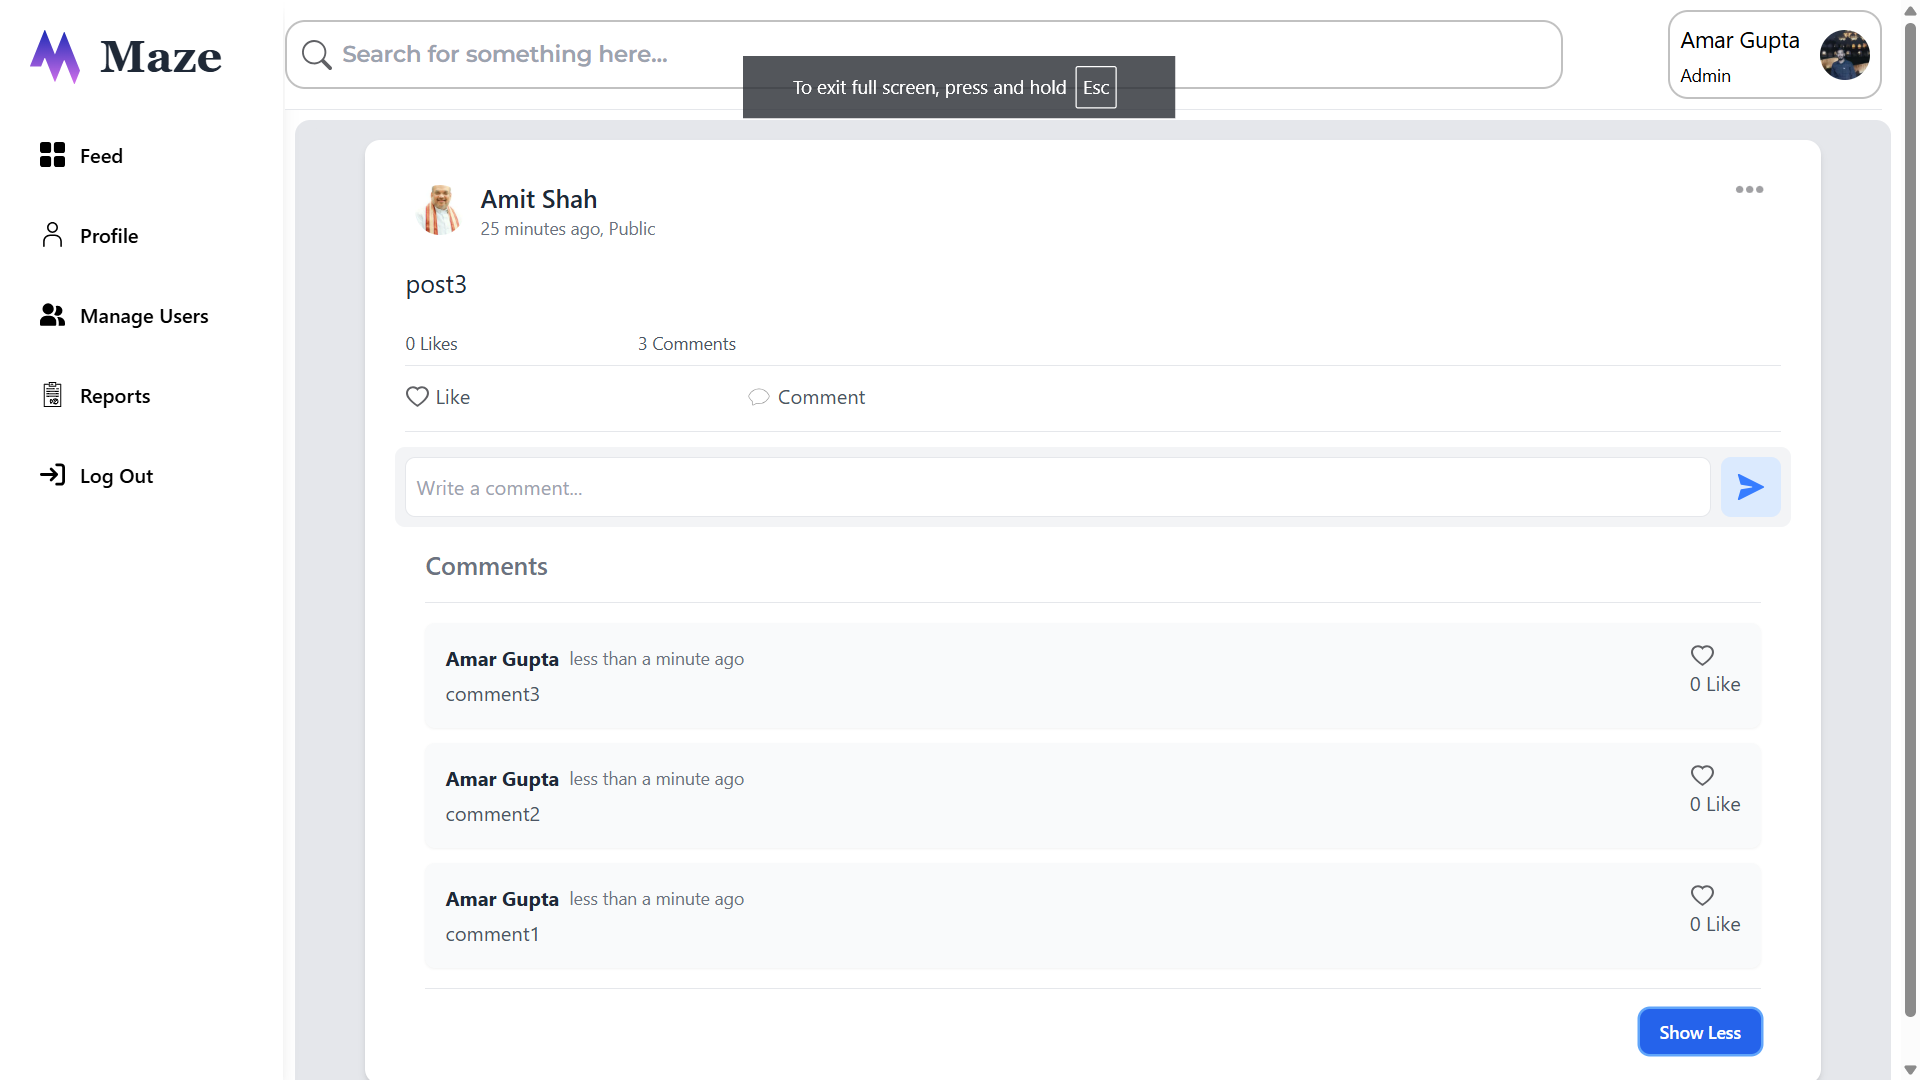 Maze
Search for something here...
Amar Gupta
Admin
To exit full screen, press and hold Esc
Feed
Profile
Manage Users
Reports
Log Out
Amit Shah
25 minutes ago, Public
post3
0 Likes 3 Comments
Like Comment
Write a comment...
Comments
Amar Gupta less than a minute ago
comment3
0 Like
Amar Gupta less than a minute ago
comment2
0 Like
Amar Gupta less than a minute ago
comment1
0 Like
Show Less